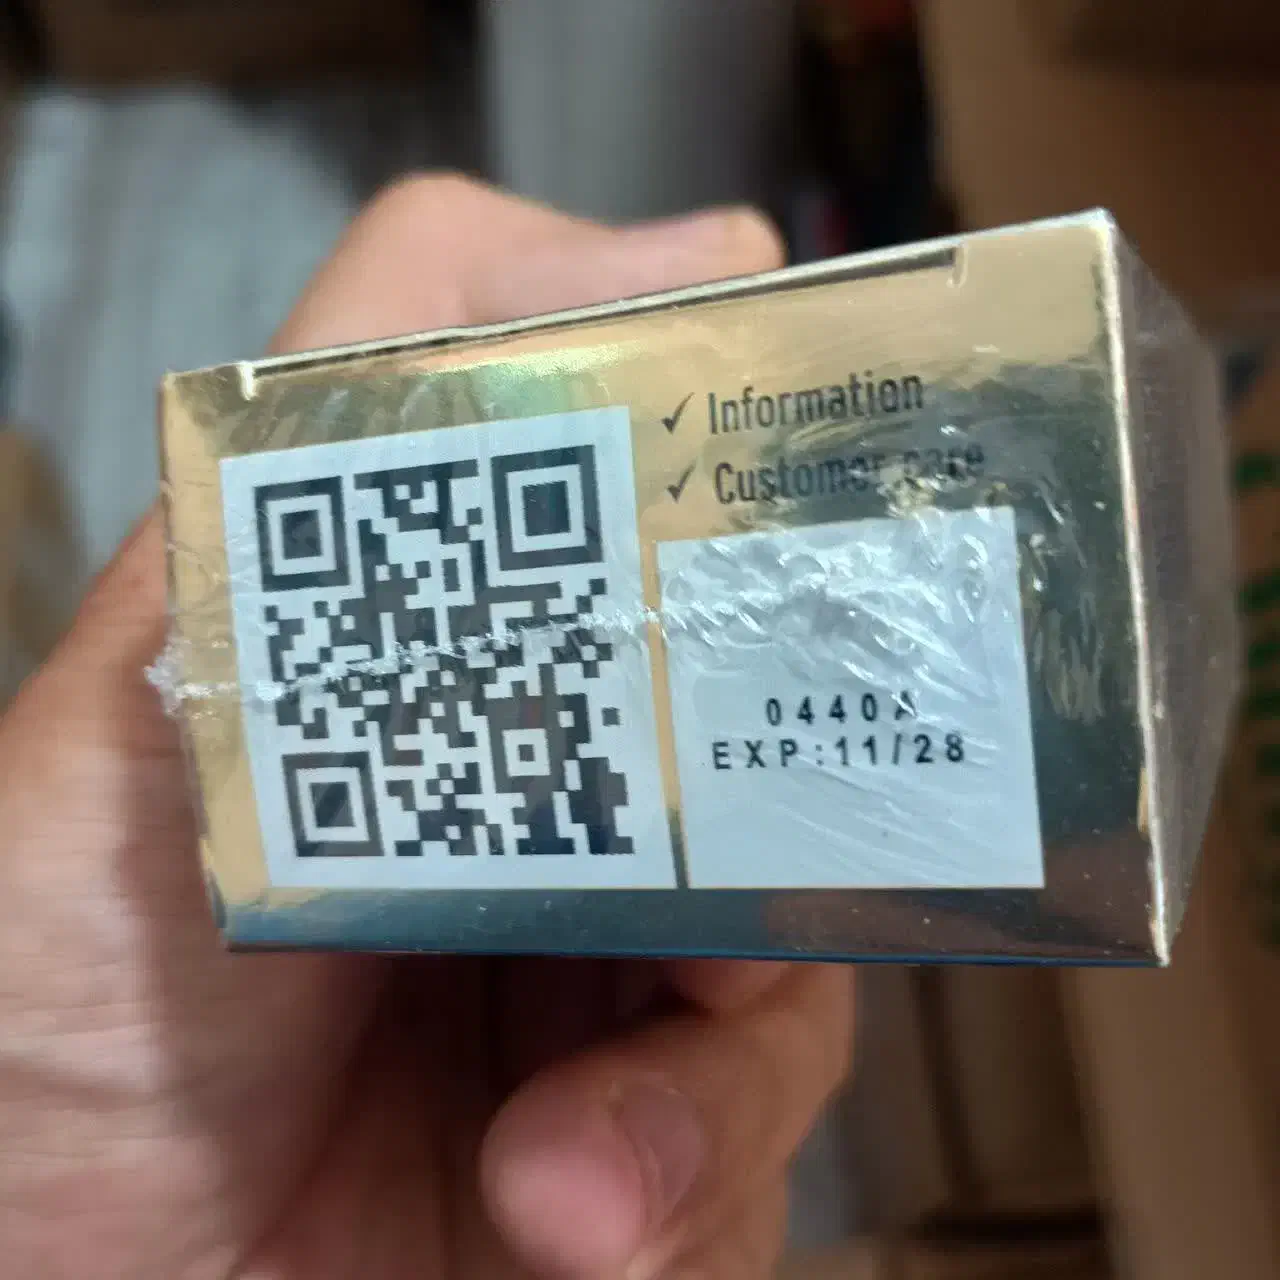 ✓ Information
✓ Customer care
0440A
EXP:11/28